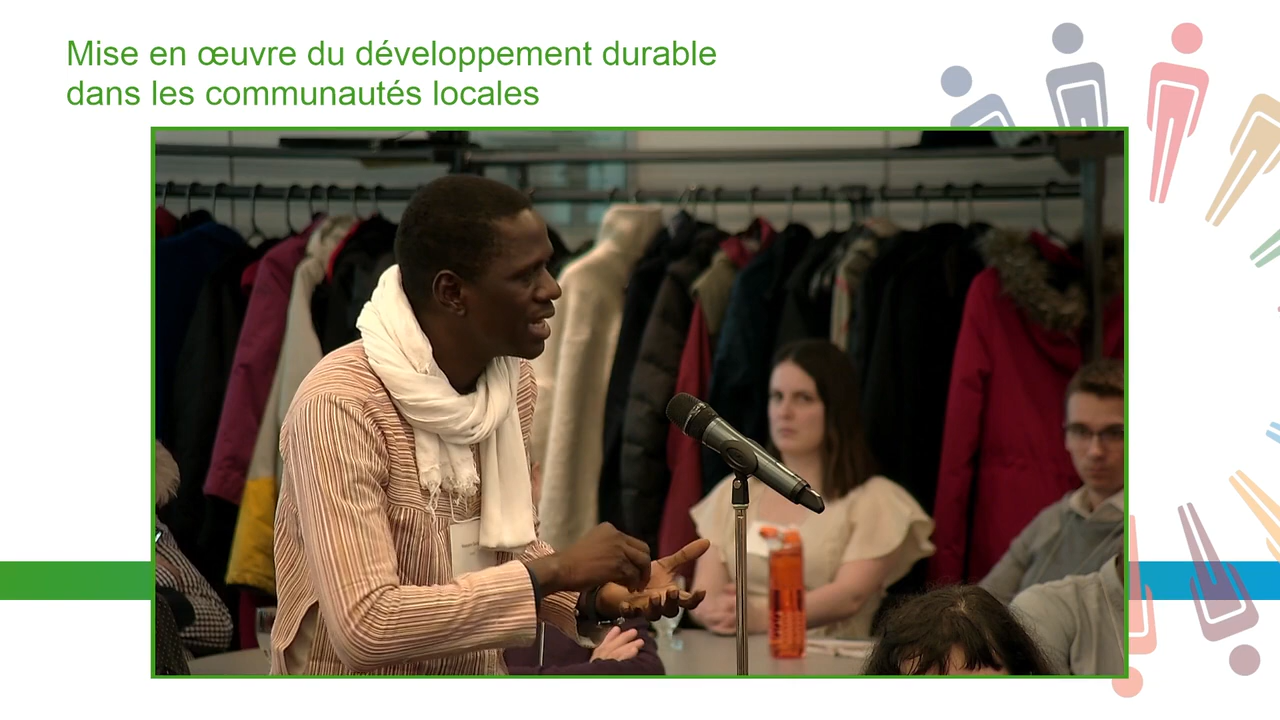 Mise en œuvre du développement durable
dans les communautés locales